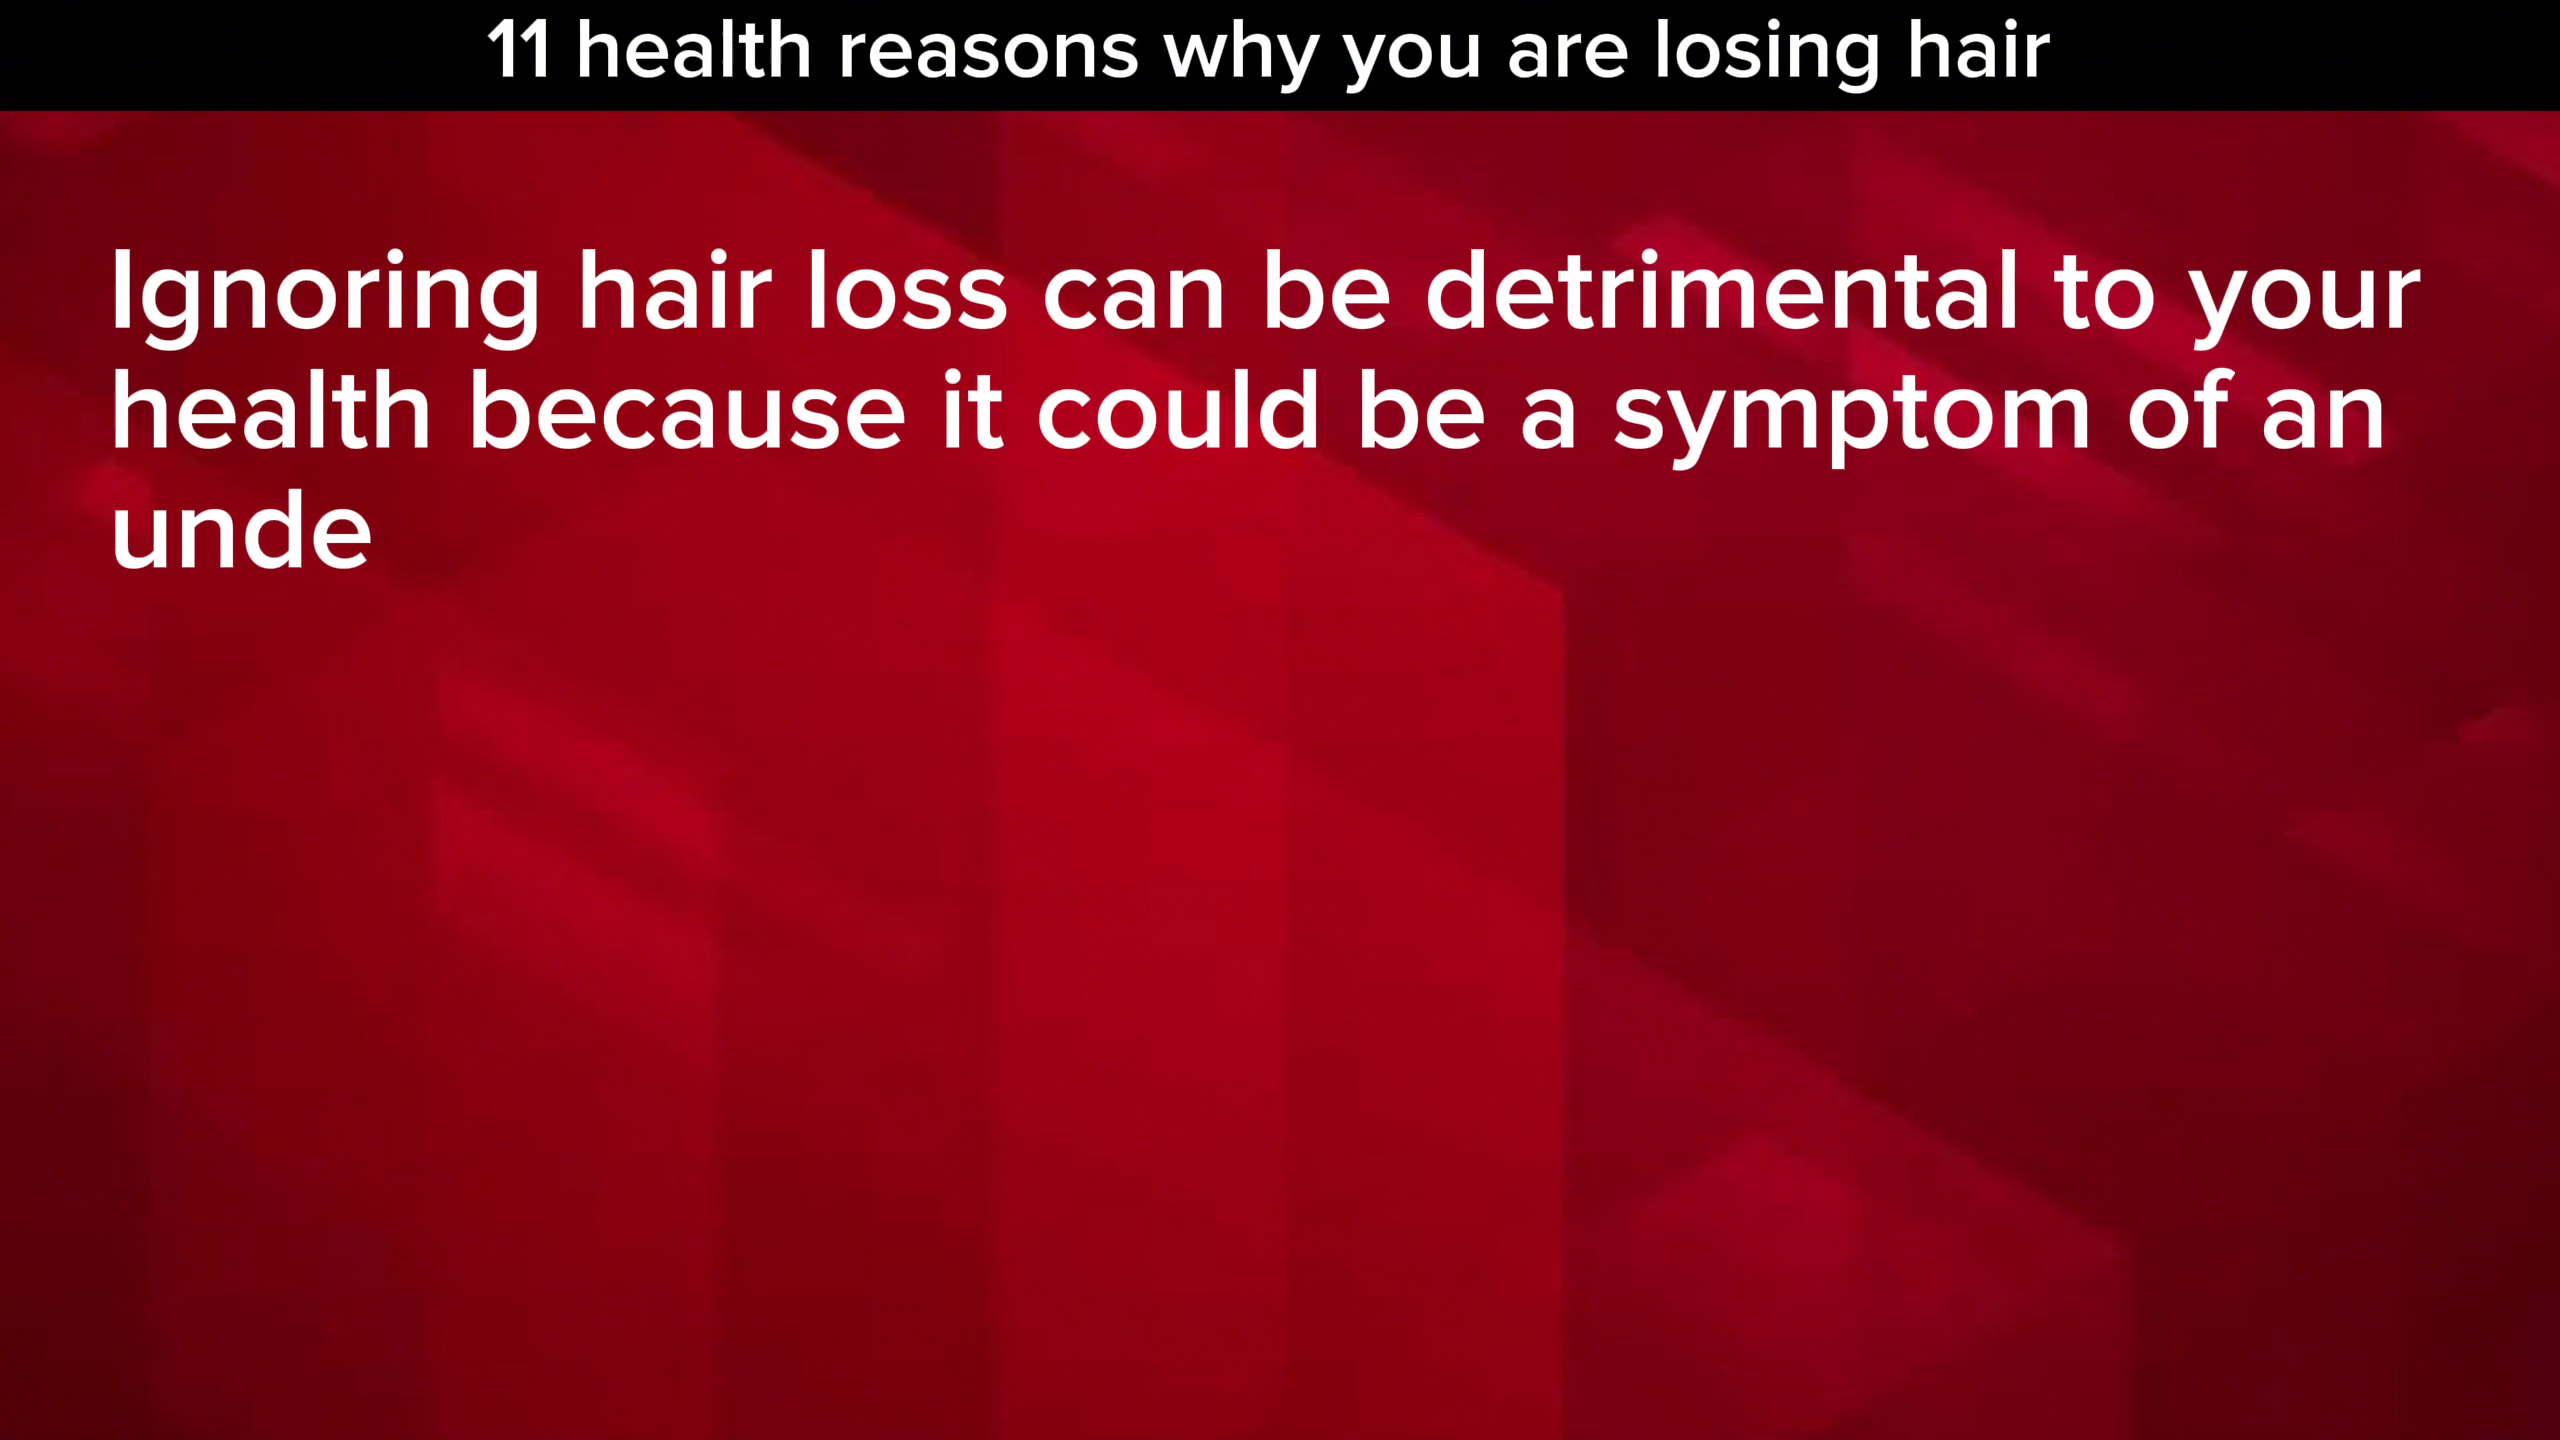 11 health reasons why you are losing hair
Ignoring hair loss can be detrimental to your
health because it could be a symptom of an
unde